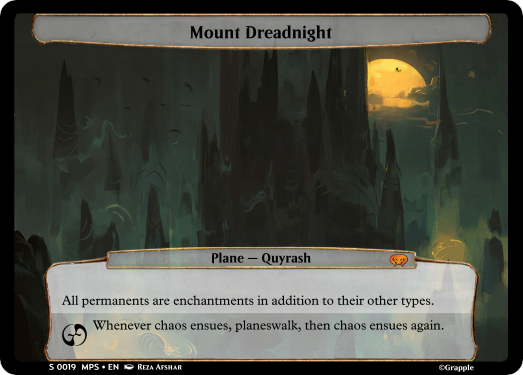 Mount Dreadnight
Plane — Quyrash
All permanents are enchantments in addition to their other types.
Whenever chaos ensues, planeswalk, then chaos ensues again.
S 0019 MPS • EN Reza Afshar ©Grapple